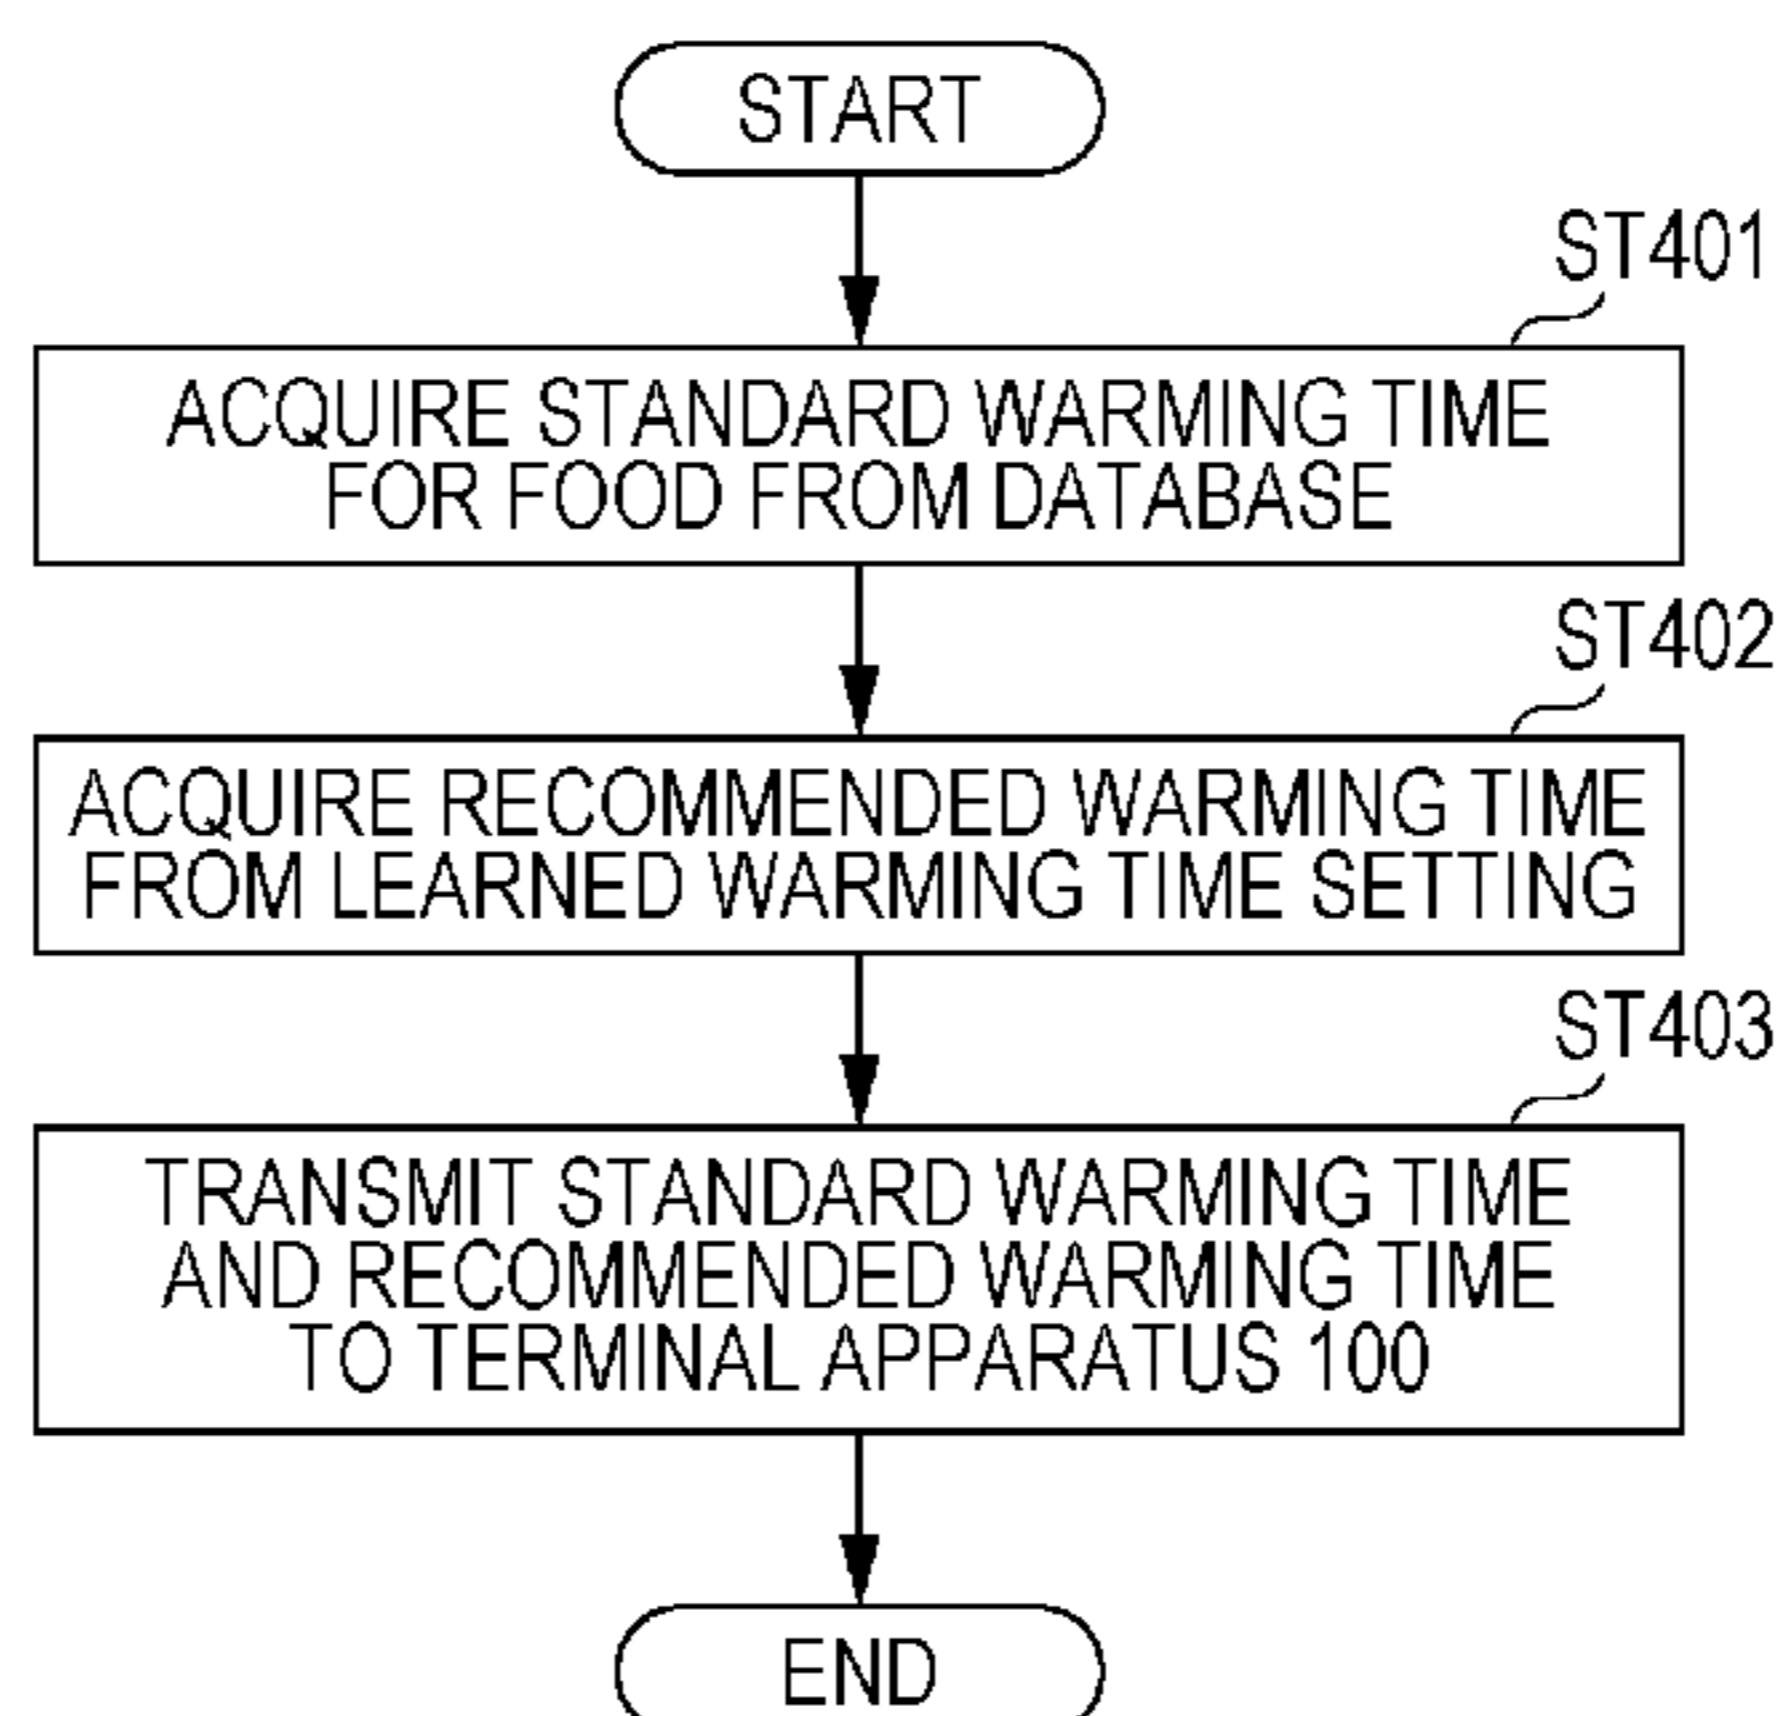 START
ST401
ACQUIRE STANDARD WARMING TIME
FOR FOOD FROM DATABASE
ST402
ACQUIRE RECOMMENDED WARMING TIME
FROM LEARNED WARMING TIME SETTING
ST403
TRANSMIT STANDARD WARMING TIME
AND RECOMMENDED WARMING TIME
TO TERMINAL APPARATUS 100
END